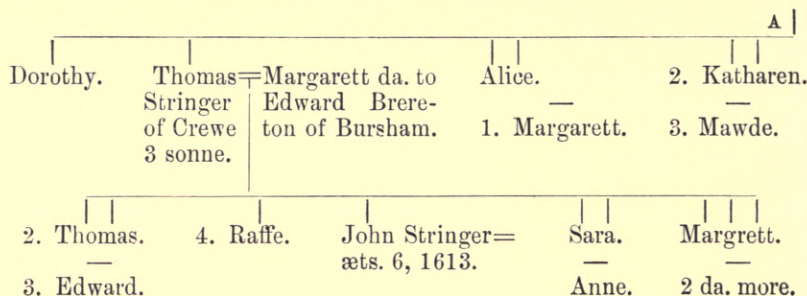 A
Dorothy. Thomas Margarett da. to Alice. 2. Katharen.
Stringer Edward Brere-
of Crewe ton of Bursham. 1. Margarett. 3. Mawde.
3 sonne.
2. Thomas. 4. Raffe. John Stringer= Sara. Margrett.
æts. 6, 1613.
3. Edward. Anne. 2 da. more.